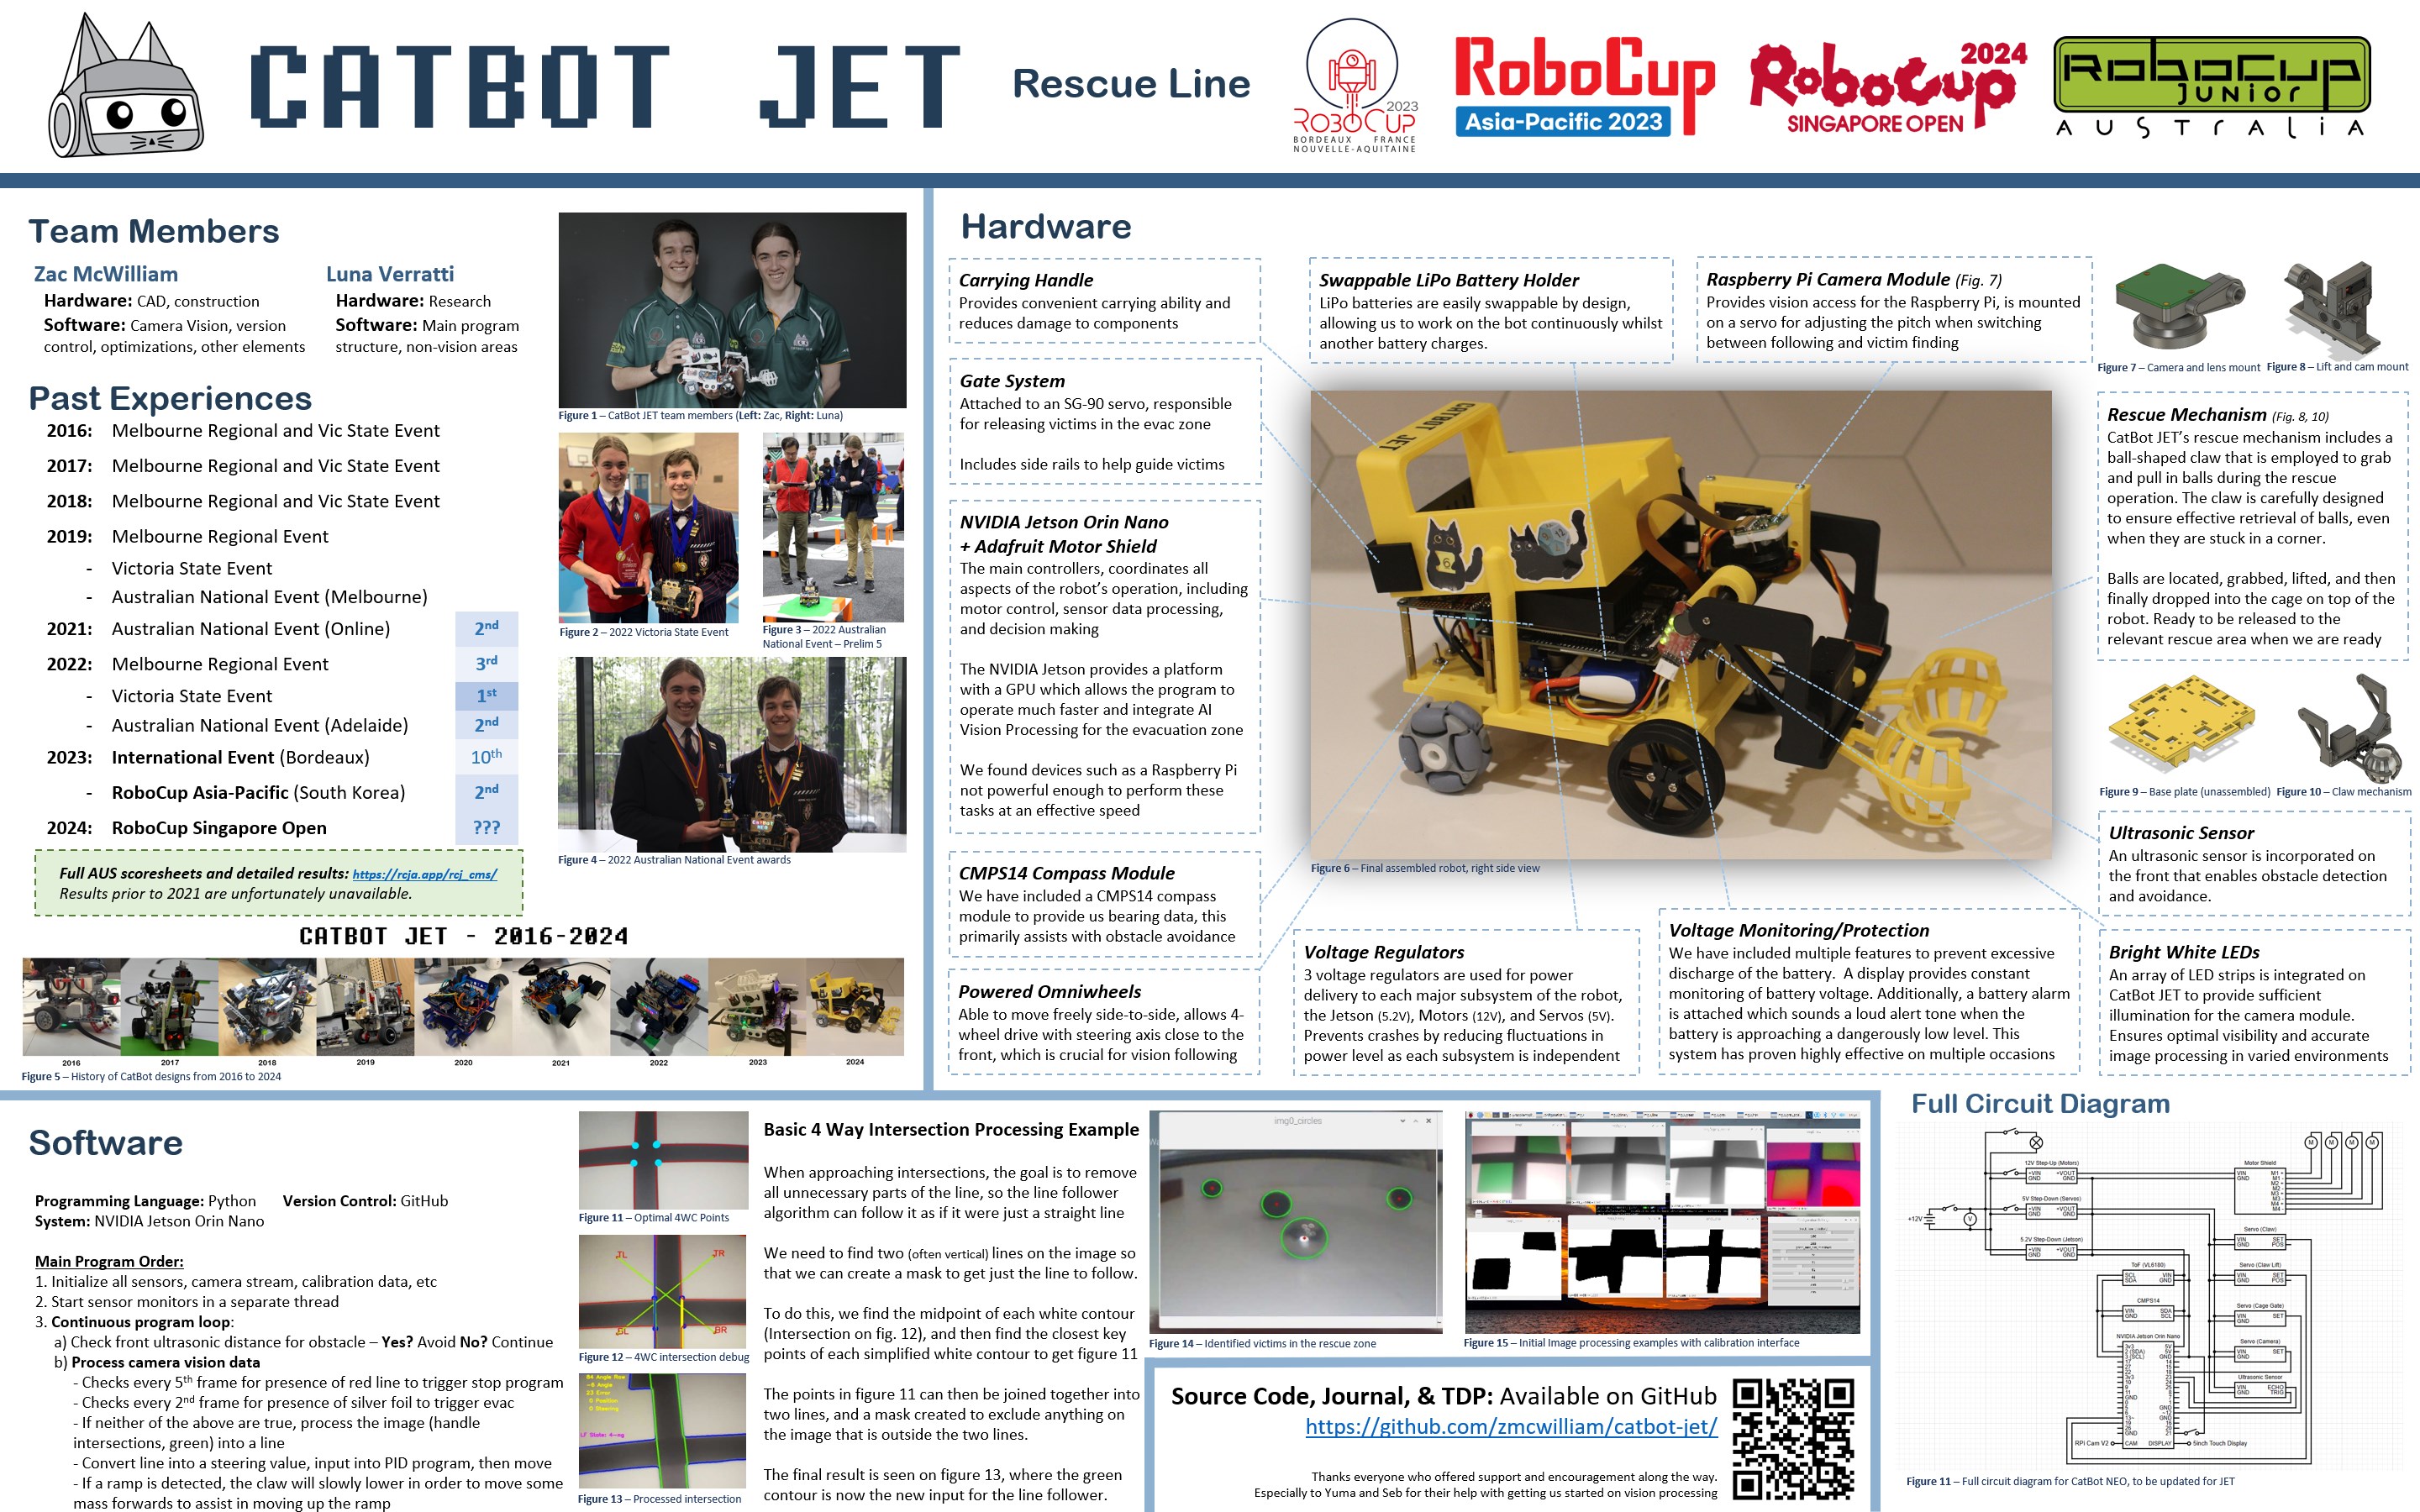 CATBOT JET
Rescue Line
2023
ROBOCUP
BORDEAUX FRANCE
NOUVELLE-AQUITAINE
RoboCup
Asia-Pacific 2023
2024
RoboCup
SINGAPORE OPEN
RoboCup
JUNIOR
AUSTRALIA
Team Members
Zac McWilliam
Hardware: CAD, construction
Software: Camera Vision, version
control, optimizations, other elements
Luna Verratti
Hardware: Research
Software: Main program
structure, non-vision areas
Figure 1 – CatBot JET team members (Left: Zac, Right: Luna)
Past Experiences
2016: Melbourne Regional and Vic State Event
2017: Melbourne Regional and Vic State Event
2018: Melbourne Regional and Vic State Event
2019: Melbourne Regional Event
- Victoria State Event
- Australian National Event (Melbourne)
2021: Australian National Event (Online) 2nd
2022: Melbourne Regional Event 3rd
- Victoria State Event 1st
- Australian National Event (Adelaide) 2nd
2023: International Event (Bordeaux) 10th
- RoboCup Asia-Pacific (South Korea) 2nd
2024: RoboCup Singapore Open ???
Full AUS scoresheets and detailed results: https://rcja.app/rcj_cms/
Results prior to 2021 are unfortunately unavailable.
Figure 2 – 2022 Victoria State Event
Figure 3 – 2022 Australian
National Event – Prelim 5
Figure 4 – 2022 Australian National Event awards
CATBOT JET - 2016-2024
2016 2017 2018 2019 2020 2021 2022 2023 2024
Figure 5 – History of CatBot designs from 2016 to 2024
Hardware
Carrying Handle
Provides convenient carrying ability and
reduces damage to components
Gate System
Attached to an SG-90 servo, responsible
for releasing victims in the evac zone
Includes side rails to help guide victims
NVIDIA Jetson Orin Nano
+ Adafruit Motor Shield
The main controllers, coordinates all
aspects of the robot's operation, including
motor control, sensor data processing,
and decision making
The NVIDIA Jetson provides a platform
with a GPU which allows the program to
operate much faster and integrate AI
Vision Processing for the evacuation zone
We found devices such as a Raspberry Pi
not powerful enough to perform these
tasks at an effective speed
CMPS14 Compass Module
We have included a CMPS14 compass
module to provide us bearing data, this
primarily assists with obstacle avoidance
Powered Omniwheels
Able to move freely side-to-side, allows 4-
wheel drive with steering axis close to the
front, which is crucial for vision following
Swappable LiPo Battery Holder
LiPo batteries are easily swappable by design,
allowing us to work on the bot continuously whilst
another battery charges.
Raspberry Pi Camera Module (Fig. 7)
Provides vision access for the Raspberry Pi, is mounted
on a servo for adjusting the pitch when switching
between following and victim finding
CATBOT JET
Figure 6 – Final assembled robot, right side view
Voltage Regulators
3 voltage regulators are used for power
delivery to each major subsystem of the robot,
the Jetson (5.2V), Motors (12V), and Servos (5V).
Prevents crashes by reducing fluctuations in
power level as each subsystem is independent
Voltage Monitoring/Protection
We have included multiple features to prevent excessive
discharge of the battery. A display provides constant
monitoring of battery voltage. Additionally, a battery alarm
is attached which sounds a loud alert tone when the
battery is approaching a dangerously low level. This
system has proven highly effective on multiple occasions
Figure 7 – Camera and lens mount
Figure 8 – Lift and cam mount
Rescue Mechanism (Fig. 8, 10)
CatBot JET's rescue mechanism includes a
ball-shaped claw that is employed to grab
and pull in balls during the rescue
operation. The claw is carefully designed
to ensure effective retrieval of balls, even
when they are stuck in a corner.
Balls are located, grabbed, lifted, and then
finally dropped into the cage on top of the
robot. Ready to be released to the
relevant rescue area when we are ready
Figure 9 – Base plate (unassembled)
Figure 10 – Claw mechanism
Ultrasonic Sensor
An ultrasonic sensor is incorporated on
the front that enables obstacle detection
and avoidance.
Bright White LEDs
An array of LED strips is integrated on
CatBot JET to provide sufficient
illumination for the camera module.
Ensures optimal visibility and accurate
image processing in varied environments
Software
Programming Language: Python Version Control: GitHub
System: NVIDIA Jetson Orin Nano
Main Program Order:
1. Initialize all sensors, camera stream, calibration data, etc
2. Start sensor monitors in a separate thread
3. Continuous program loop:
a) Check front ultrasonic distance for obstacle – Yes? Avoid No? Continue
b) Process camera vision data
- Checks every 5th frame for presence of red line to trigger stop program
- Checks every 2nd frame for presence of silver foil to trigger evac
- If neither of the above are true, process the image (handle
intersections, green) into a line
- Convert line into a steering value, input into PID program, then move
- If a ramp is detected, the claw will slowly lower in order to move some
mass forwards to assist in moving up the ramp
Figure 11 – Optimal 4WC Points
TL TR
BL BR
Figure 12 – 4WC intersection debug
Figure 13 – Processed intersection
Basic 4 Way Intersection Processing Example
When approaching intersections, the goal is to remove
all unnecessary parts of the line, so the line follower
algorithm can follow it as if it were just a straight line
We need to find two (often vertical) lines on the image so
that we can create a mask to get just the line to follow.
To do this, we find the midpoint of each white contour
(Intersection on fig. 12), and then find the closest key
points of each simplified white contour to get figure 11
The points in figure 11 can then be joined together into
two lines, and a mask created to exclude anything on
the image that is outside the two lines.
The final result is seen on figure 13, where the green
contour is now the new input for the line follower.
img0_circles
Figure 14 – Identified victims in the rescue zone
Figure 15 – Initial Image processing examples with calibration interface
Source Code, Journal, & TDP: Available on GitHub
https://github.com/zmcwilliam/catbot-jet/
Thanks everyone who offered support and encouragement along the way.
Especially to Yuma and Seb for their help with getting us started on vision processing
Full Circuit Diagram
12V Step-Up (Motors)
5V Step-Down (Servos)
5.2V Step-Down (Jetson)
+12V
Motor Shield
Servo (Claw)
ToF (VL6180)
Servo (Claw Lift)
CMPS14
Servo (Cage Gate)
NVIDIA Jetson Orin Nano
Servo (Camera)
Ultrasonic Sensor
RPI Cam V2
CAM DISPLAY
5inch Touch Display
Figure 11 – Full circuit diagram for CatBot NEO, to be updated for JET